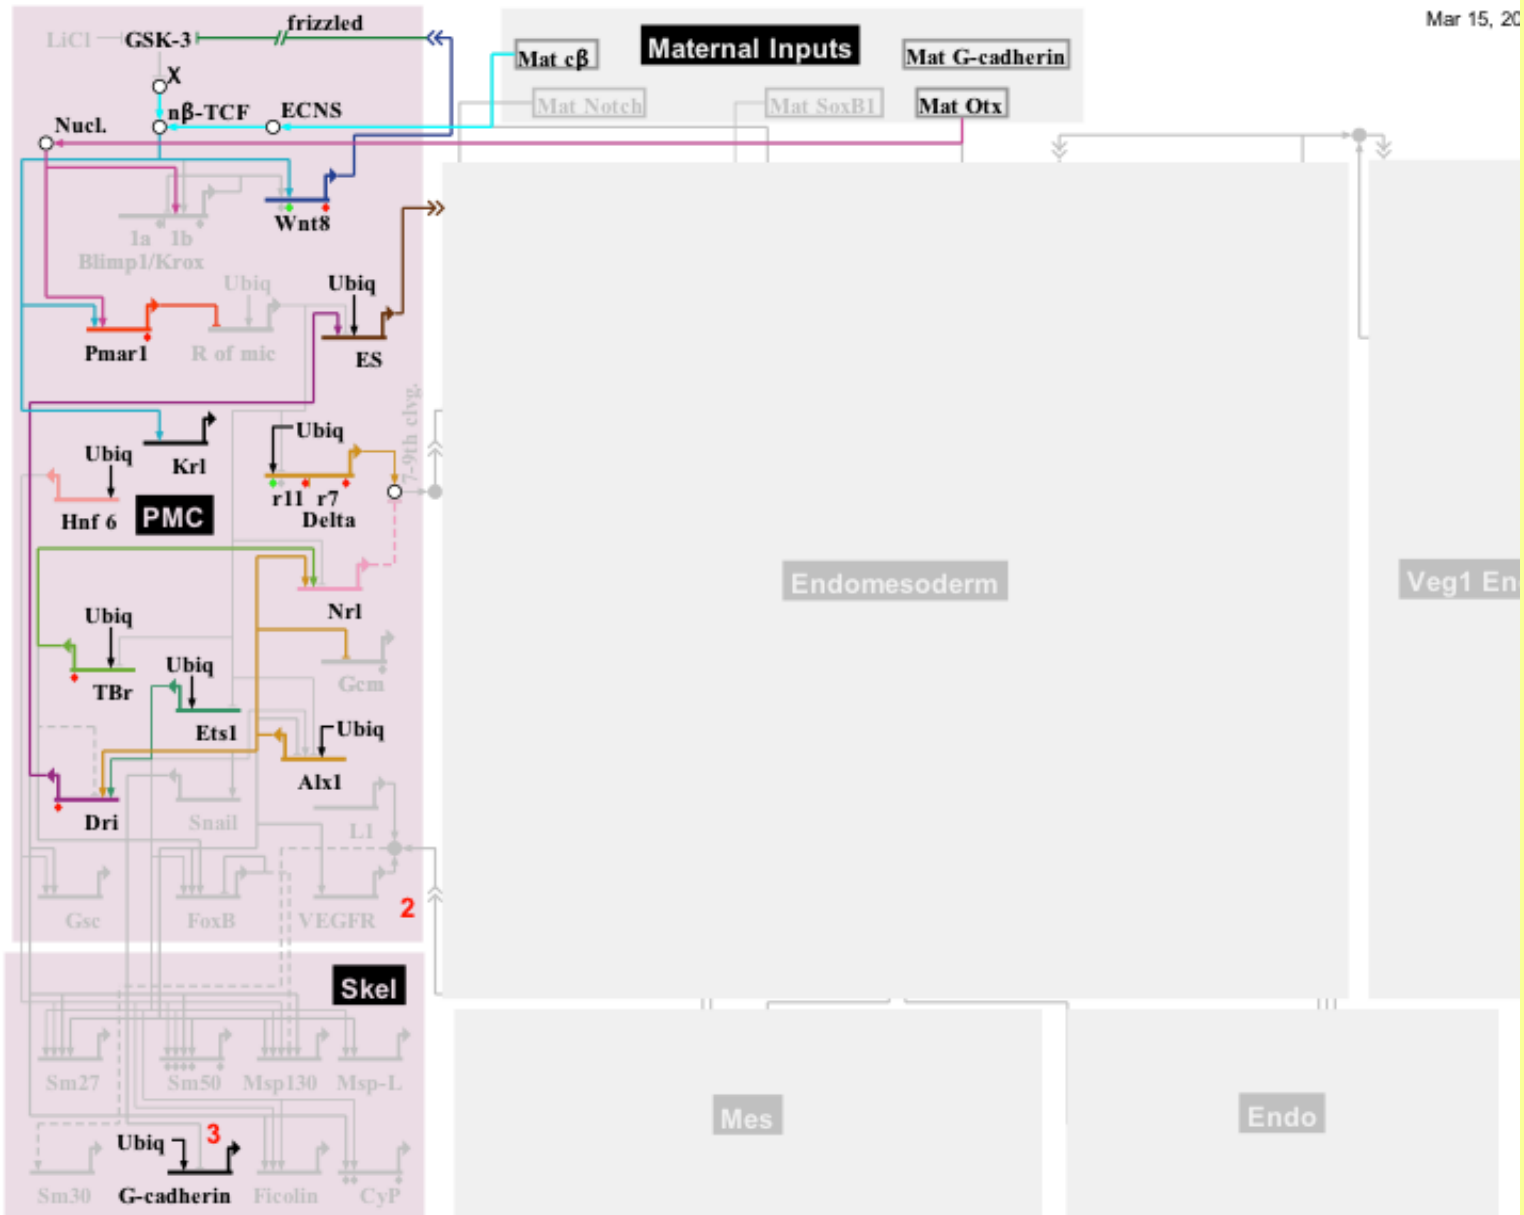 Mar 15, 20
LiCl
GSK-3
frizzled
Maternal Inputs
Mat cβ
Mat G-cadherin
Mat Notch
Mat SoxB1
Mat Otx
X
nβ-TCF
ECNS
Nucl.
Wnt8
1a 1b
Blimp1/Krox
Ubiq
Ubiq
Pmar1
R of mic
ES
7-9th clvg.
Ubiq
Krl
Ubiq
Hnf 6
PMC
r11 r7
Delta
Endomesoderm
Veg1 En
Nrl
Ubiq
TBr
Ubiq
Gcm
Ets1
Ubiq
Alx1
Dri
Snail
L1
Gsc
FoxB
VEGFR
2
Skel
Sm27
Sm50
Msp130
Msp-L
Mes
Endo
Ubiq
3
Sm30
G-cadherin
Ficolin
CyP